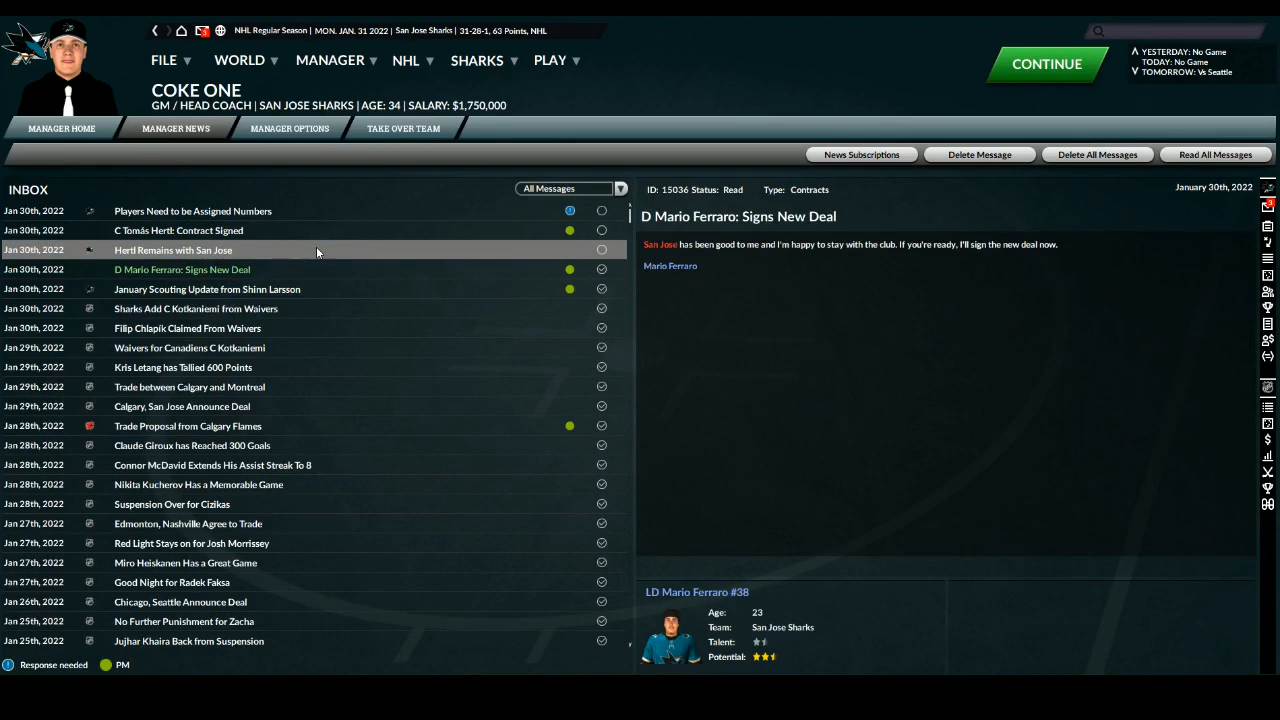 NHL Regular Season | MON. JAN. 31 2022 | San Jose Sharks | 31-28-1, 63 Points, NHL
FILE WORLD MANAGER NHL SHARKS PLAY
CONTINUE
YESTERDAY: No Game
TODAY: No Game
TOMORROW: Vs Seattle
COKE ONE
GM / HEAD COACH | SAN JOSE SHARKS | AGE: 34 | SALARY: $1,750,000
MANAGER HOME MANAGER NEWS MANAGER OPTIONS TAKE OVER TEAM
News Subscriptions Delete Message Delete All Messages Read All Messages
INBOX All Messages
Jan 30th, 2022 Players Need to be Assigned Numbers
Jan 30th, 2022 C Tomás Hertl: Contract Signed
Jan 30th, 2022 Hertl Remains with San Jose
Jan 30th, 2022 D Mario Ferraro: Signs New Deal
Jan 30th, 2022 January Scouting Update from Shinn Larsson
Jan 30th, 2022 Sharks Add C Kotkaniemi from Waivers
Jan 30th, 2022 Filip Chlapík Claimed From Waivers
Jan 29th, 2022 Waivers for Canadiens C Kotkaniemi
Jan 29th, 2022 Kris Letang has Tallied 600 Points
Jan 29th, 2022 Trade between Calgary and Montreal
Jan 29th, 2022 Calgary, San Jose Announce Deal
Jan 28th, 2022 Trade Proposal from Calgary Flames
Jan 28th, 2022 Claude Giroux has Reached 300 Goals
Jan 28th, 2022 Connor McDavid Extends His Assist Streak To 8
Jan 28th, 2022 Nikita Kucherov Has a Memorable Game
Jan 28th, 2022 Suspension Over for Cizikas
Jan 27th, 2022 Edmonton, Nashville Agree to Trade
Jan 27th, 2022 Red Light Stays on for Josh Morrissey
Jan 27th, 2022 Miro Heiskanen Has a Great Game
Jan 27th, 2022 Good Night for Radek Faksa
Jan 26th, 2022 Chicago, Seattle Announce Deal
Jan 25th, 2022 No Further Punishment for Zacha
Jan 25th, 2022 Jujhar Khaira Back from Suspension
Response needed PM
ID: 15036 Status: Read Type: Contracts January 30th, 2022
D Mario Ferraro: Signs New Deal
San Jose has been good to me and I'm happy to stay with the club. If you're ready, I'll sign the new deal now.
Mario Ferraro
LD Mario Ferraro #38
Age: 23
Team: San Jose Sharks
Talent:
Potential: